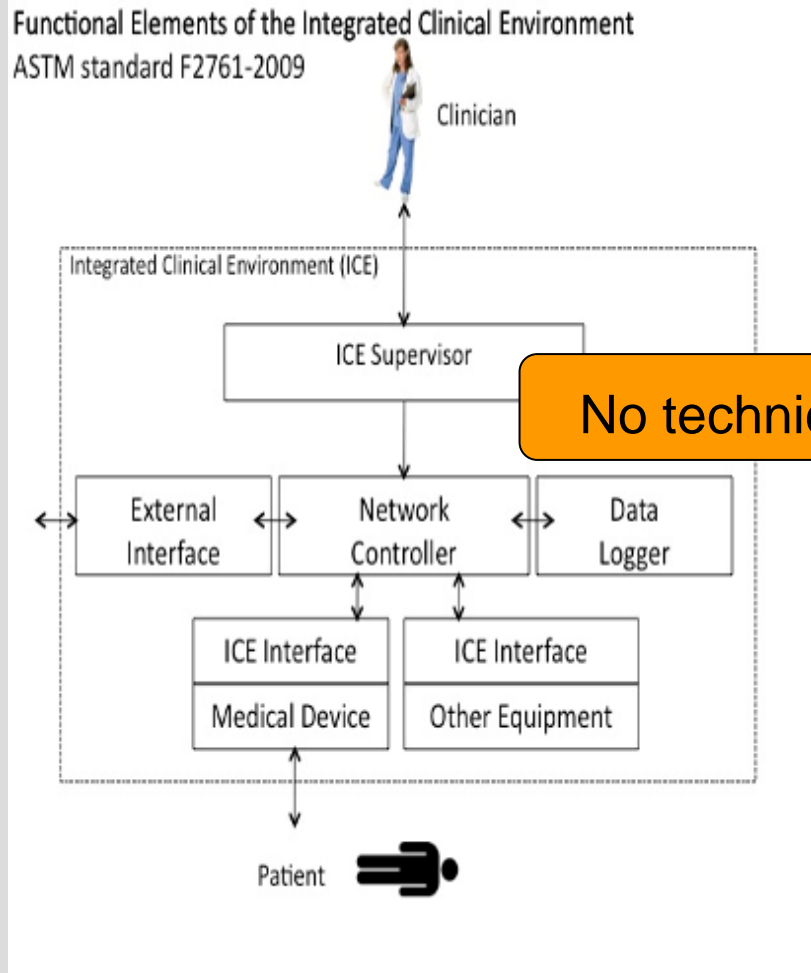 Functional Elements of the Integrated Clinical Environment
ASTM standard F2761-2009
Clinician
Integrated Clinical Environment (ICE)
ICE Supervisor
No
External
Interface
Network
Controller
Data
Logger
ICE Interface
ICE Interface
Medical Device
Other Equipment
Patient